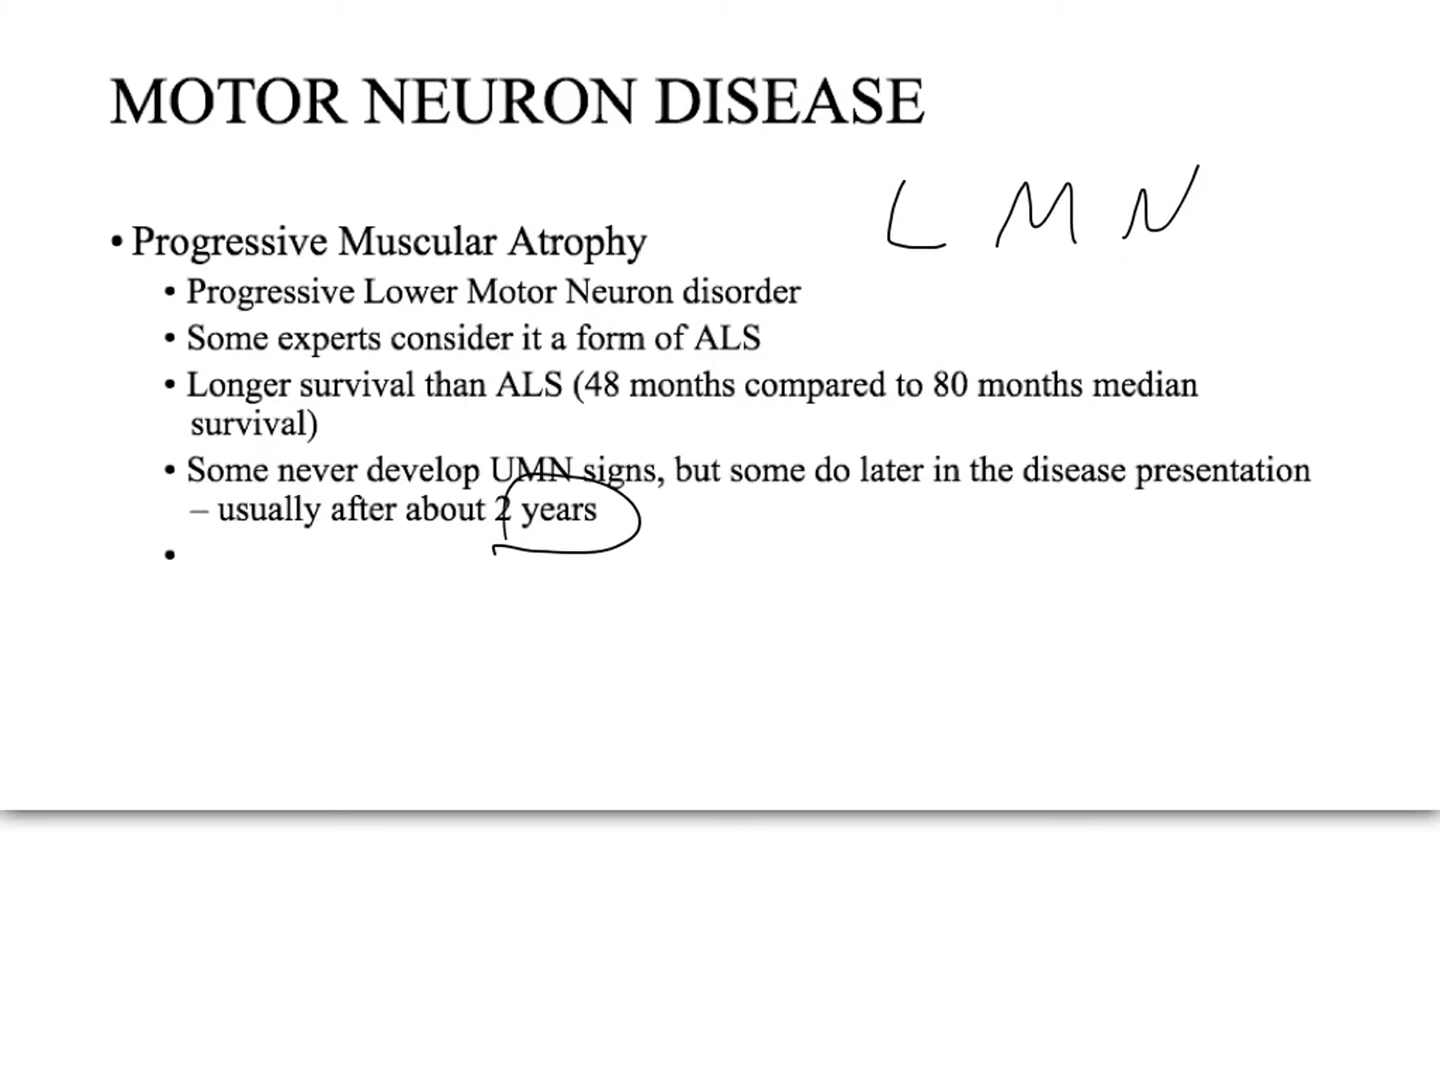 MOTOR NEURON DISEASE
L M N
• Progressive Muscular Atrophy
• Progressive Lower Motor Neuron disorder
• Some experts consider it a form of ALS
• Longer survival than ALS (48 months compared to 80 months median
survival)
• Some never develop UMN signs, but some do later in the disease presentation
– usually after about 2 years
•